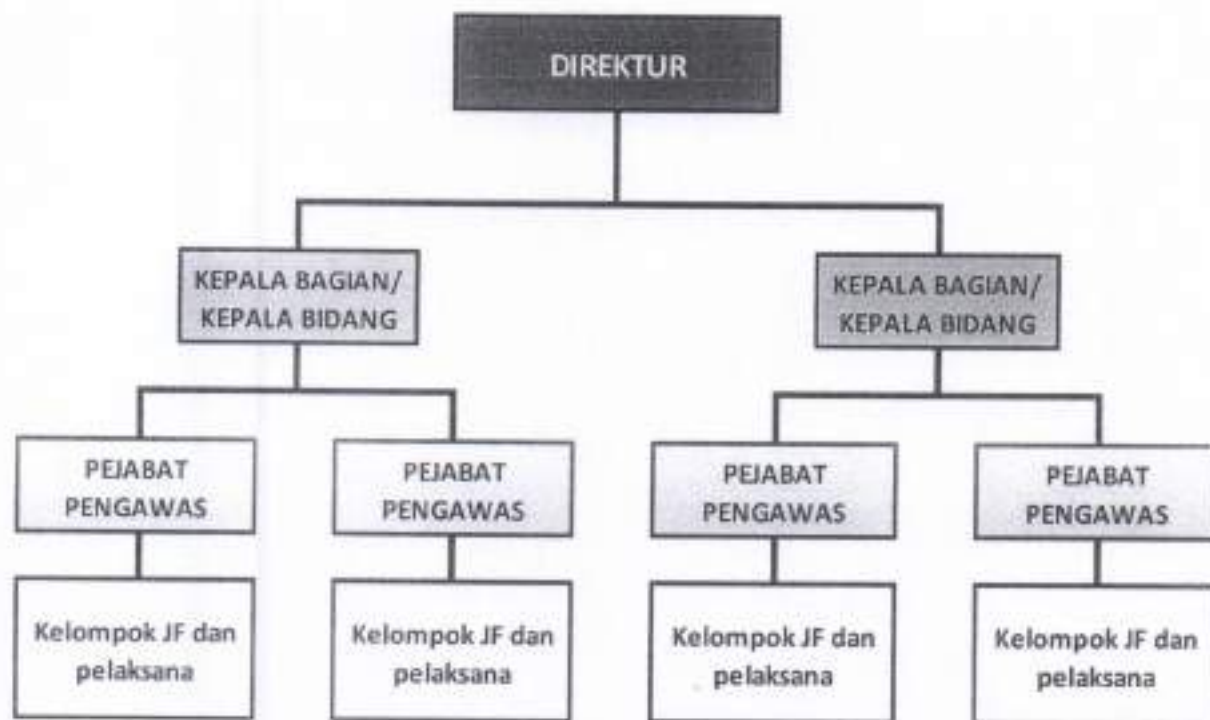 DIREKTUR
KEPALA BAGIAN/
KEPALA BIDANG
KEPALA BAGIAN/
KEPALA BIDANG
PEJABAT
PENGAWAS
PEJABAT
PENGAWAS
PEJABAT
PENGAWAS
PEJABAT
PENGAWAS
Kelompok JF dan
pelaksana
Kelompok JF dan
pelaksana
Kelompok JF dan
pelaksana
Kelompok JF dan
pelaksana